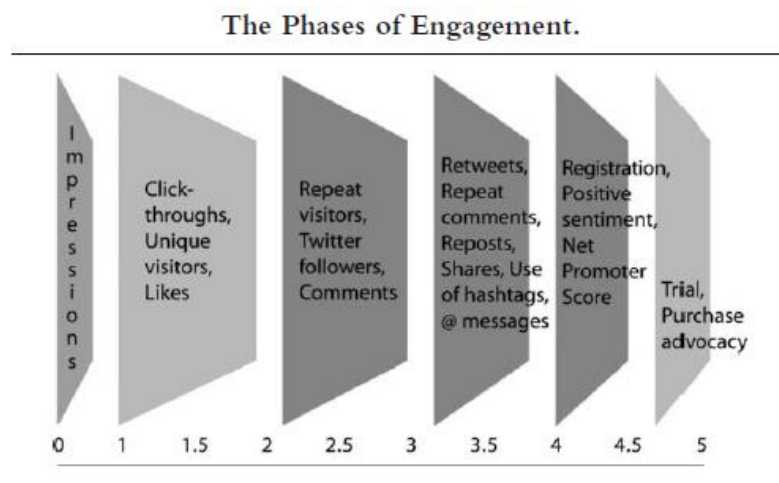 The Phases of Engagement.
Impressions
Click-
throughs,
Unique
visitors,
Likes
Repeat
visitors,
Twitter
followers,
Comments
Retweets,
Repeat
comments,
Reposts,
Shares, Use
of hashtags,
@ messages
Registration,
Positive
sentiment,
Net
Promoter
Score
Trial,
Purchase
advocacy
0 1 1.5 2 2.5 3 3.5 4 4.5 5